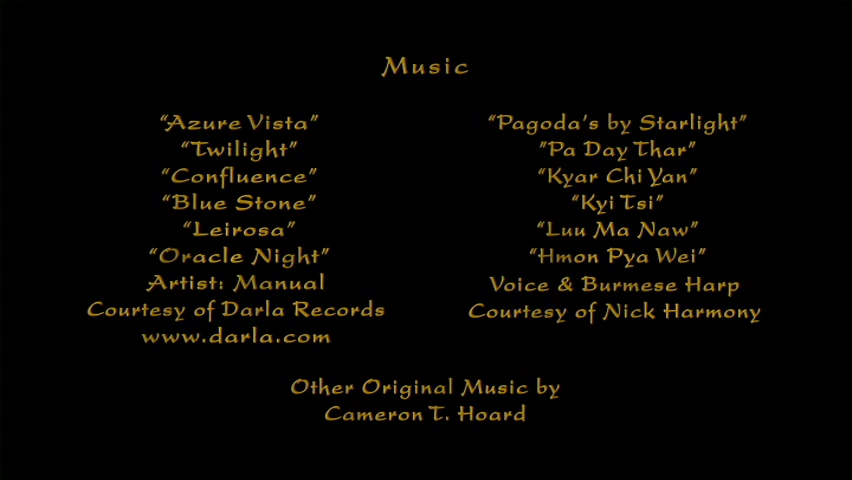 Music
"Azure Vista"
"Twilight"
"Confluence"
"Blue Stone"
"Leirosa"
"Oracle Night"
Artist: Manual
Courtesy of Darla Records
www.darla.com
"Pagoda's by Starlight"
"Pa Day Thar"
"Kyar Chi Yan"
"Kyi Tsi"
"Luu Ma Naw"
"Hmon Pya Wei"
Voice & Burmese Harp
Courtesy of Nick Harmony
Other Original Music by
Cameron T. Hoard